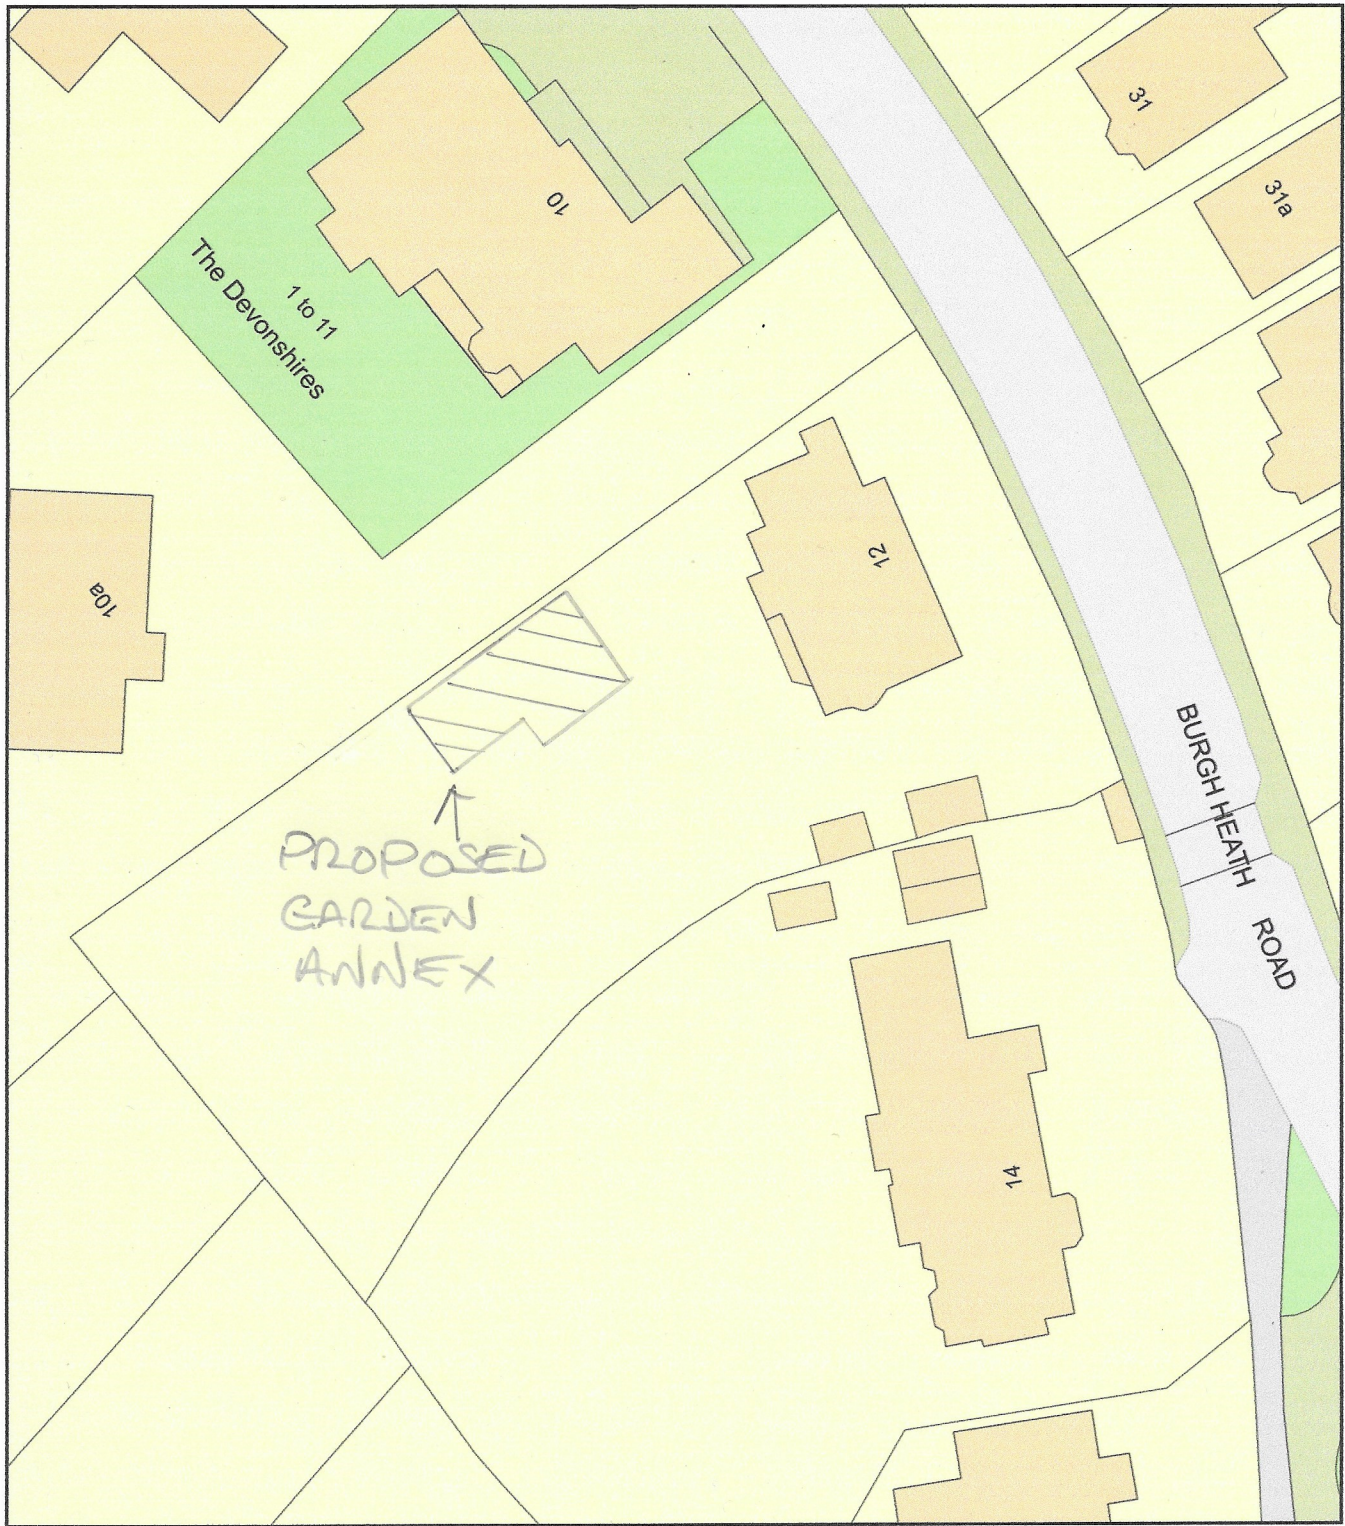 31
31a
10
1 to 11
The Devonshires
12
10a
BURGH HEATH ROAD
PROPOSED
GARDEN
ANNEX
14